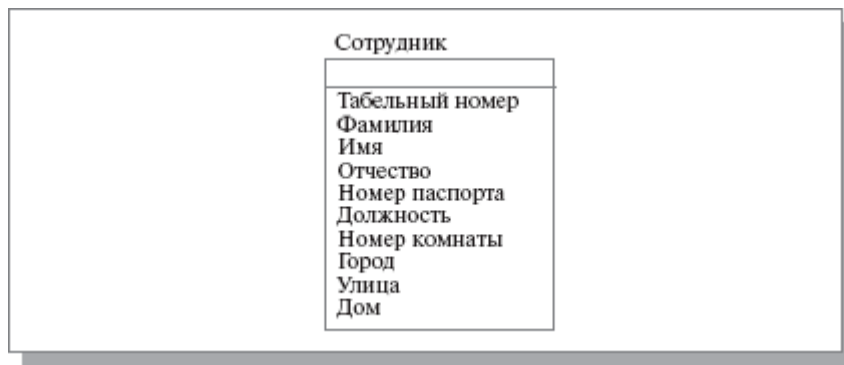 Сотрудник
Табельный номер
Фамилия
Имя
Отчество
Номер паспорта
Должность
Номер комнаты
Город
Улица
Дом